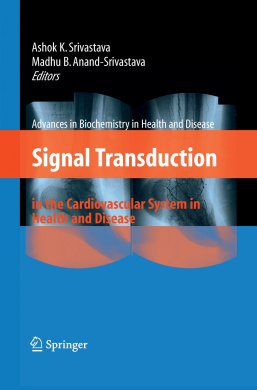 Ashok K. Srivastava
Madhu B. Anand-Srivastava
Editors
Advances in Biochemistry in Health and Disease
Signal Transduction
in the Cardiovascular System in
Health and Disease
Springer